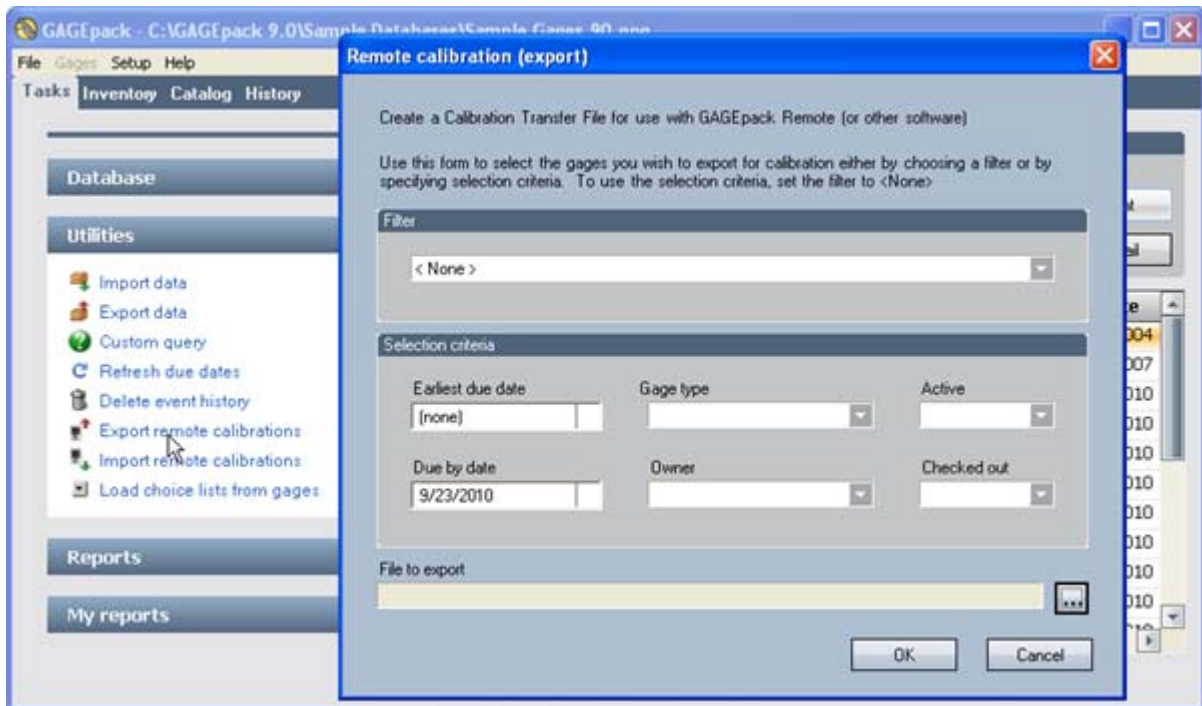 GAGEpack - C:\GAGEpack 9.0\Sample Databases\Sample Gages 90.
File Gages Setup Help
Tasks Inventory Catalog History
Database
Utilities
Import data
Export data
Custom query
Refresh due dates
Delete event history
Export remote calibrations
Import remote calibrations
Load choice lists from gages
Reports
My reports
Remote calibration (export)
Create a Calibration Transfer File for use with GAGEpack Remote (or other software)
Use this form to select the gages you wish to export for calibration either by choosing a filter or by
specifying selection criteria. To use the selection criteria, set the filter to <None>
Filter
< None >
Selection criteria
Earliest due date Gage type Active
(none)
Due by date Owner Checked out
9/23/2010
File to export
...
OK Cancel
004
007
010
010
010
010
010
010
010
010